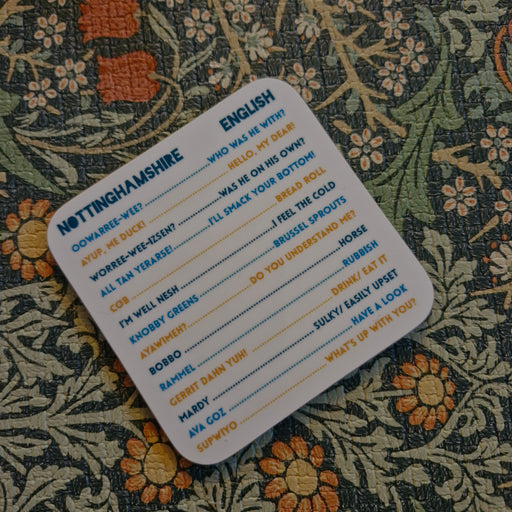 NOTTINGHAMSHIRE ENGLISH
OOWARREE-WEE?........................WHO WAS HE WITH?
AYUP, ME DUCK!........................HELLO, MY DEAR!
WORREE-WEE-IZSEN?........................WAS HE ON HIS OWN?
ALL TAN YERARSE!........................I'LL SMACK YOUR BOTTOM!
COB........................BREAD ROLL
I'M WELL NESH........................I FEEL THE COLD
KNOBBY GREENS........................BRUSSEL SPROUTS
AYAWIMEH?........................DO YOU UNDERSTAND ME?
BOBBO........................HORSE
RAMMEL........................RUBBISH
GERRIT DAHN YUH!........................DRINK/ EAT IT
MARDY........................SULKY/ EASILY UPSET
AVA GOZ........................HAVE A LOOK
SUPWIYO........................WHAT'S UP WITH YOU?